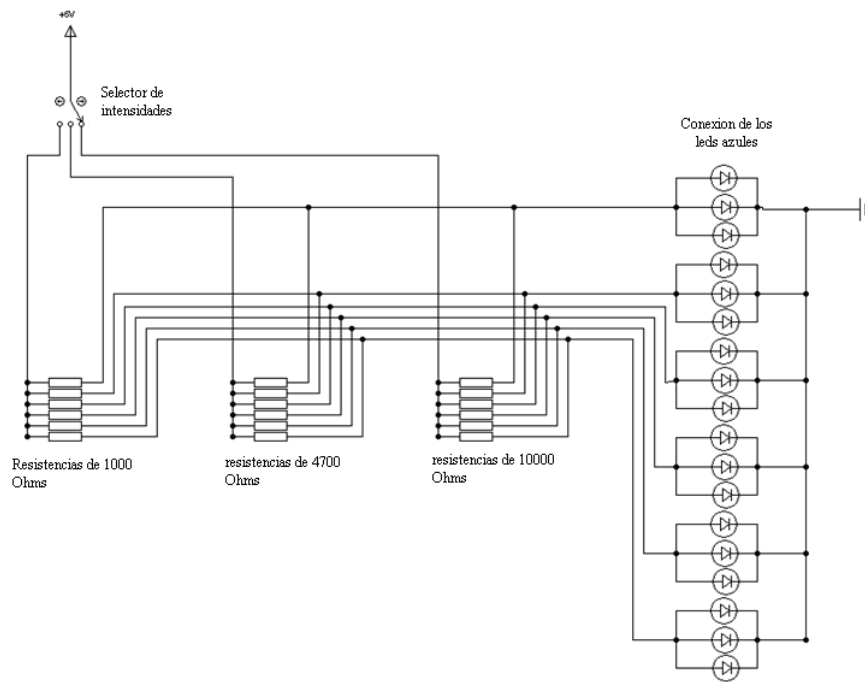 +6V
Selector de
intensidades
Conexion de los
leds azules
Resistencias de 1000
Ohms
resistencias de 4700
Ohms
resistencias de 10000
Ohms